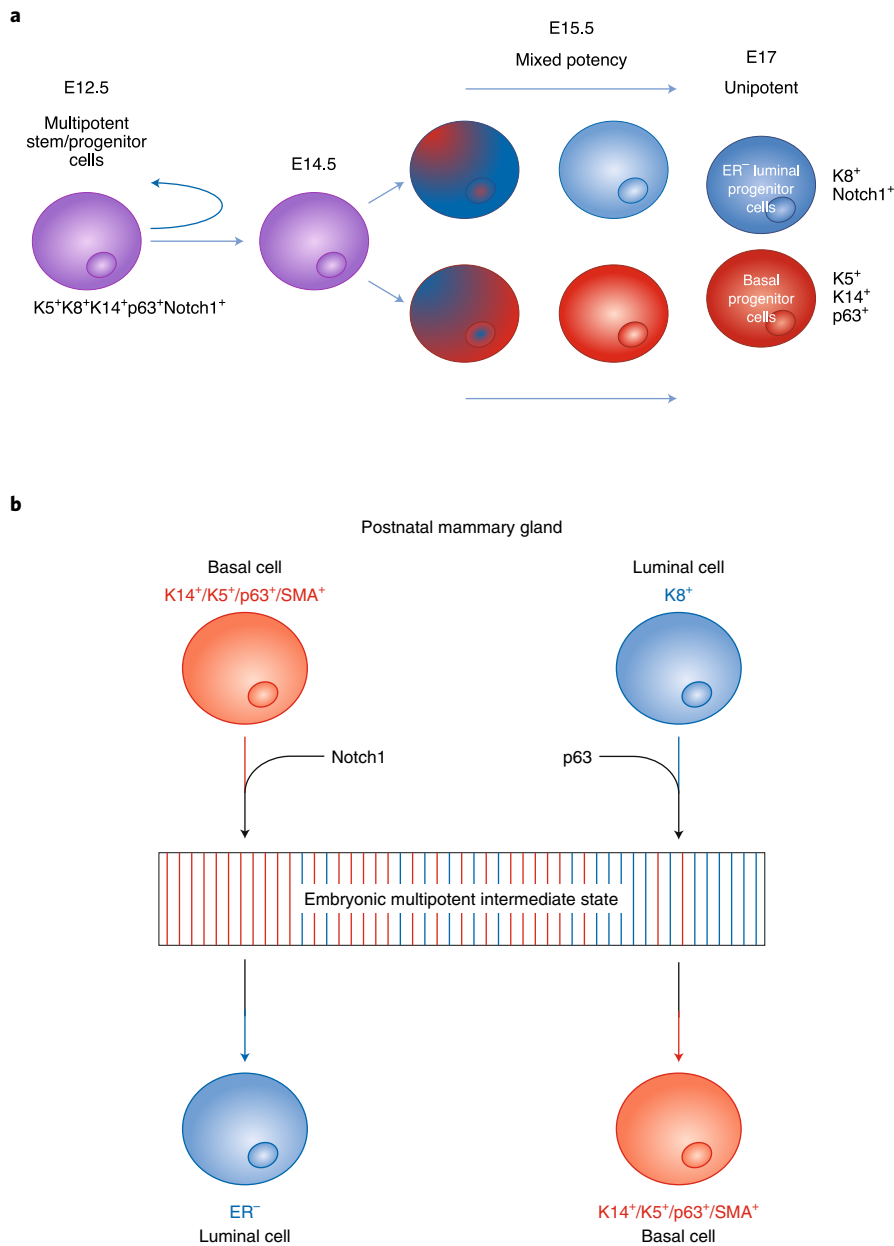 a
E15.5
Mixed potency
E17
Unipotent
E12.5
Multipotent
stem/progenitor
cells
E14.5
ER⁻ luminal
progenitor
cells
K8⁺
Notch1⁺
Basal
progenitor
cells
K5⁺
K14⁺
p63⁺
K5⁺K8⁺K14⁺p63⁺Notch1⁺
b
Postnatal mammary gland
Basal cell
K14⁺/K5⁺/p63⁺/SMA⁺
Luminal cell
K8⁺
Notch1
p63
Embryonic multipotent intermediate state
ER⁻
Luminal cell
K14⁺/K5⁺/p63⁺/SMA⁺
Basal cell